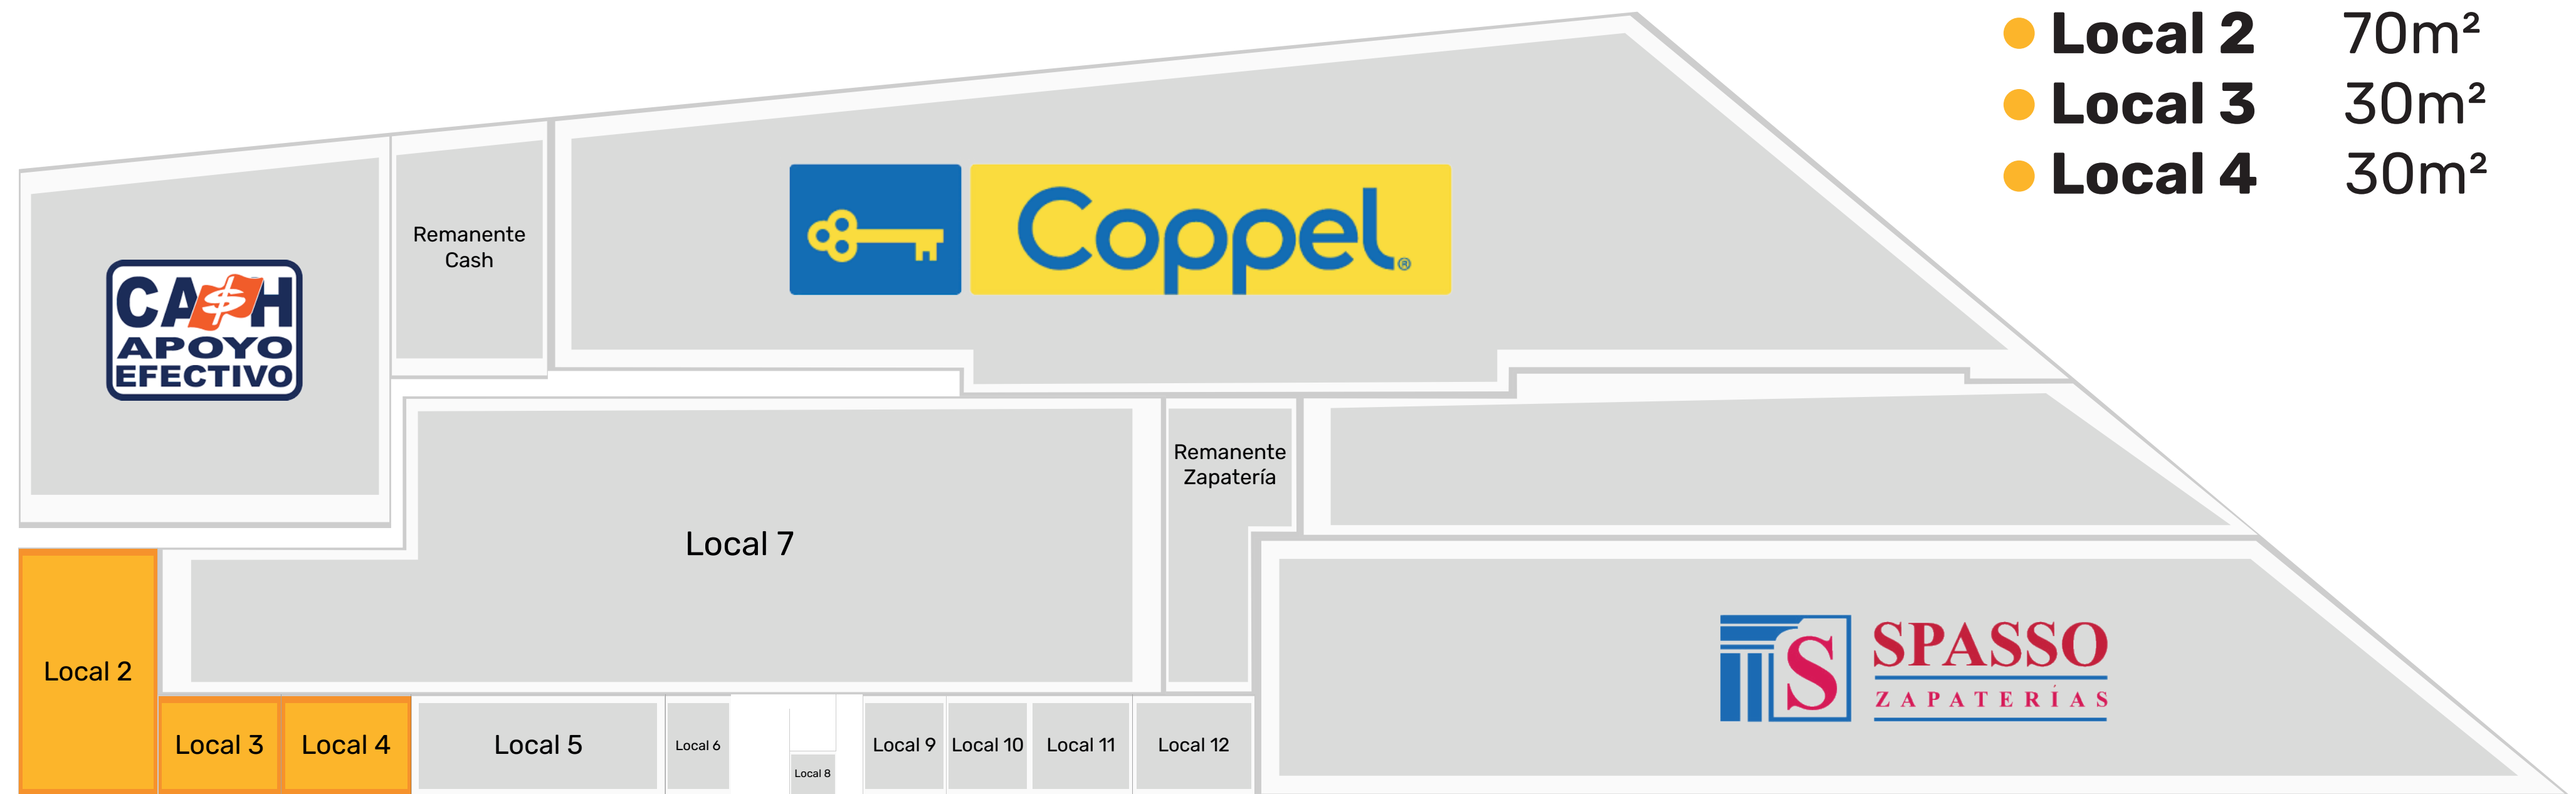 Local 2 70m²
Local 3 30m²
Local 4 30m²
Coppel®
Remanente
Cash
CA$H
APOYO
EFECTIVO
Remanente
Zapatería
Local 7
S SPASSO
ZAPATERÍAS
Local 2
Local 3
Local 4
Local 5
Local 6
Local 8
Local 9
Local 10
Local 11
Local 12